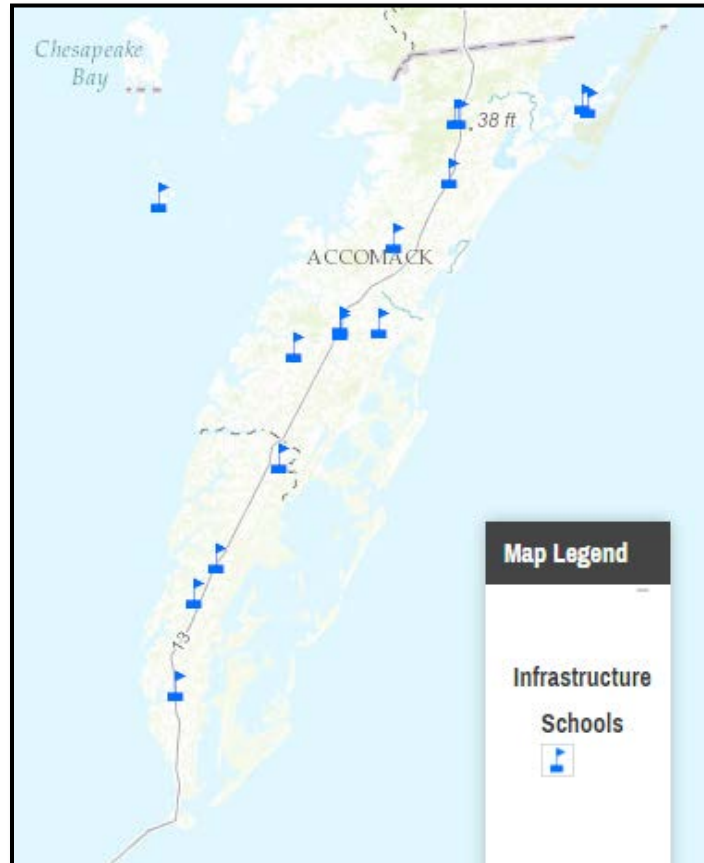 Chesapeake
Bay
38 ft
ACCOMACK
13
Map Legend
Infrastructure
Schools